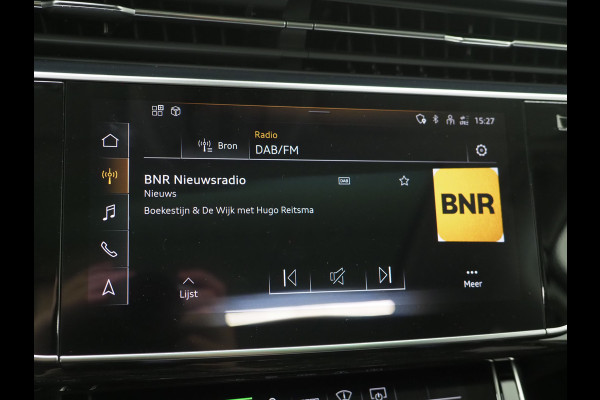 15:27
Bron
Radio
DAB/FM
BNR Nieuwsradio
DAB
Nieuws
Boekestijn & De Wijk met Hugo Reitsma
BNR
Lijst
Meer